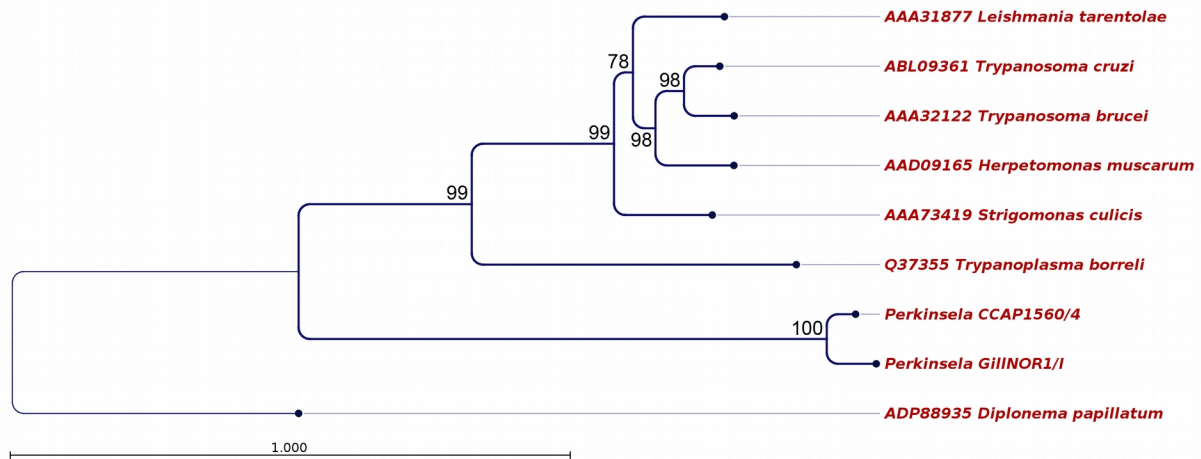 AAA31877 Leishmania tarentolae
78
ABL09361 Trypanosoma cruzi
98
AAA32122 Trypanosoma brucei
99
98
AAD09165 Herpetomonas muscarum
99
AAA73419 Strigomonas culicis
Q37355 Trypanoplasma borreli
Perkinsela CCAP1560/4
100
Perkinsela GillNOR1/I
ADP88935 Diplonema papillatum
1.000